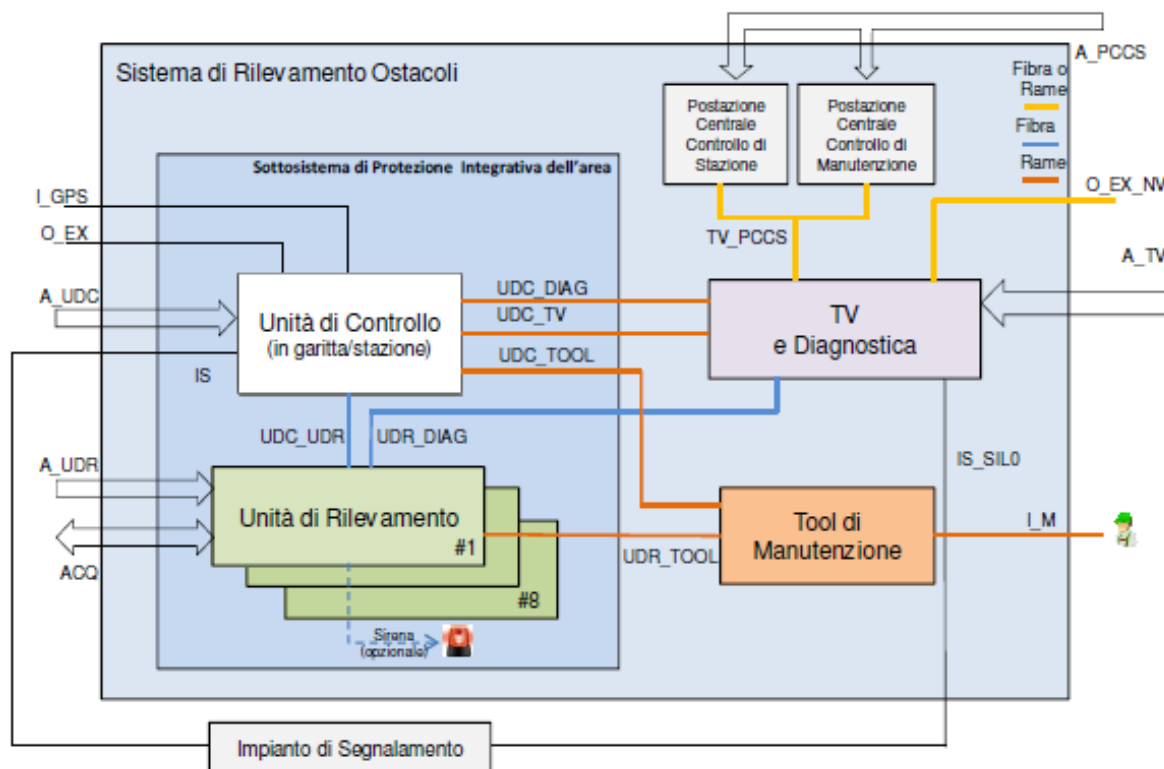 A_PCCS
Sistema di Rilevamento Ostacoli
Fibra o
Rame
Fibra
Rame
Postazione
Centrale
Controllo di
Stazione
Postazione
Centrale
Controllo di
Manutenzione
Sottosistema di Protezione Integrativa dell'area
I_GPS
O_EX
O_EX_NV
TV_PCCS
A_TV
A_UDC
Unità di Controllo
(in garitta/stazione)
UDC_DIAG
UDC_TV
UDC_TOOL
TV
e Diagnostica
IS
UDC_UDR
UDR_DIAG
IS_SIL0
A_UDR
Unità di Rilevamento
#1
#8
ACQ
UDR_TOOL
Tool di
Manutenzione
I_M
Sirena
(opzionale)
Impianto di Segnalamento